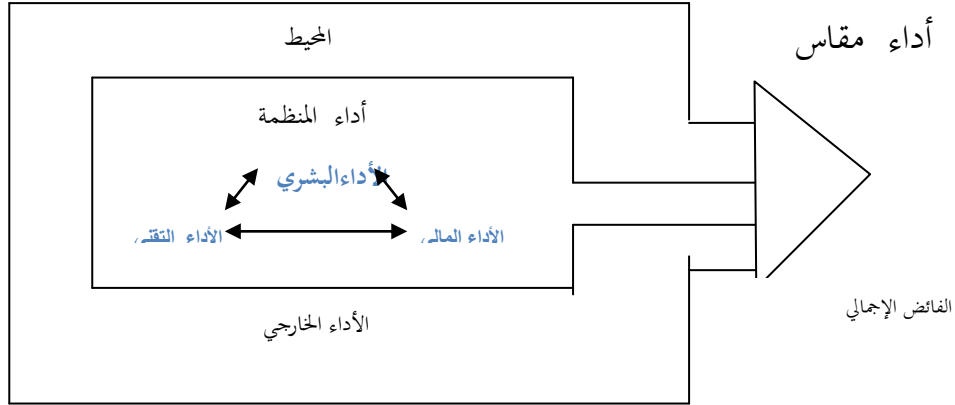 أداء مقاس
المحيط
أداء المنظمة
الأداءالبشري
الأداء المالي
الأداء التقني
الفائض الإجمالي
الأداء الخارجي